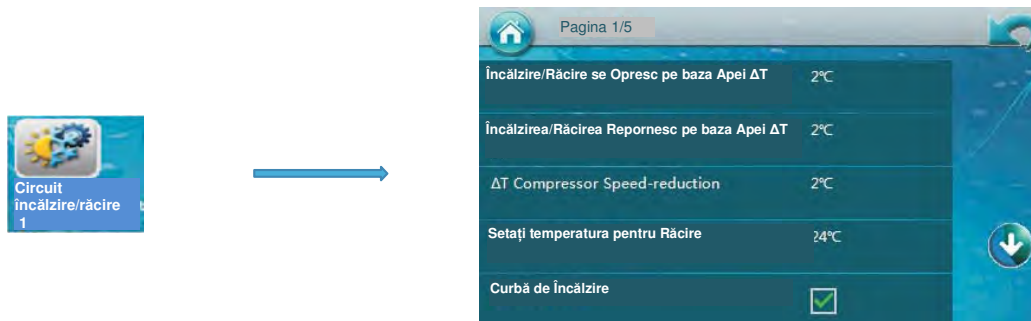 Pagina 1/5
Încălzire/Răcire se Opresc pe baza Apei ΔT 2℃
Încălzirea/Răcirea Repornesc pe baza Apei ΔT 2℃
ΔT Compressor Speed-reduction 2℃
Setați temperatura pentru Răcire 24℃
Curbă de Încălzire
Circuit
încălzire/răcire
1